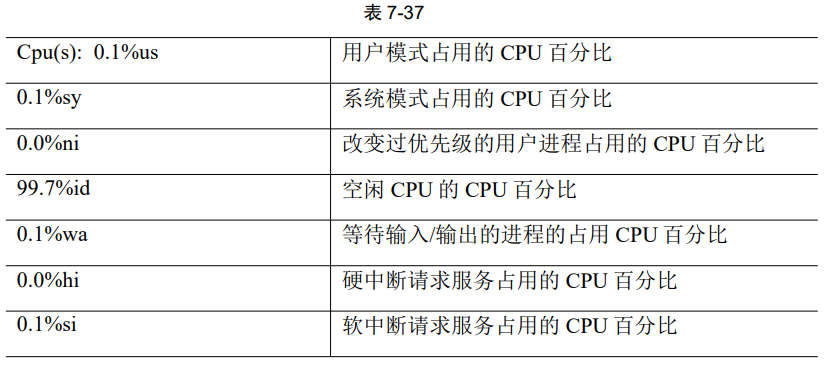 表 7-37
Cpu(s): 0.1%us 用户模式占用的 CPU 百分比
0.1%sy 系统模式占用的 CPU 百分比
0.0%ni 改变过优先级的用户进程占用的 CPU 百分比
99.7%id 空闲 CPU 的 CPU 百分比
0.1%wa 等待输入/输出的进程的占用 CPU 百分比
0.0%hi 硬中断请求服务占用的 CPU 百分比
0.1%si 软中断请求服务占用的 CPU 百分比